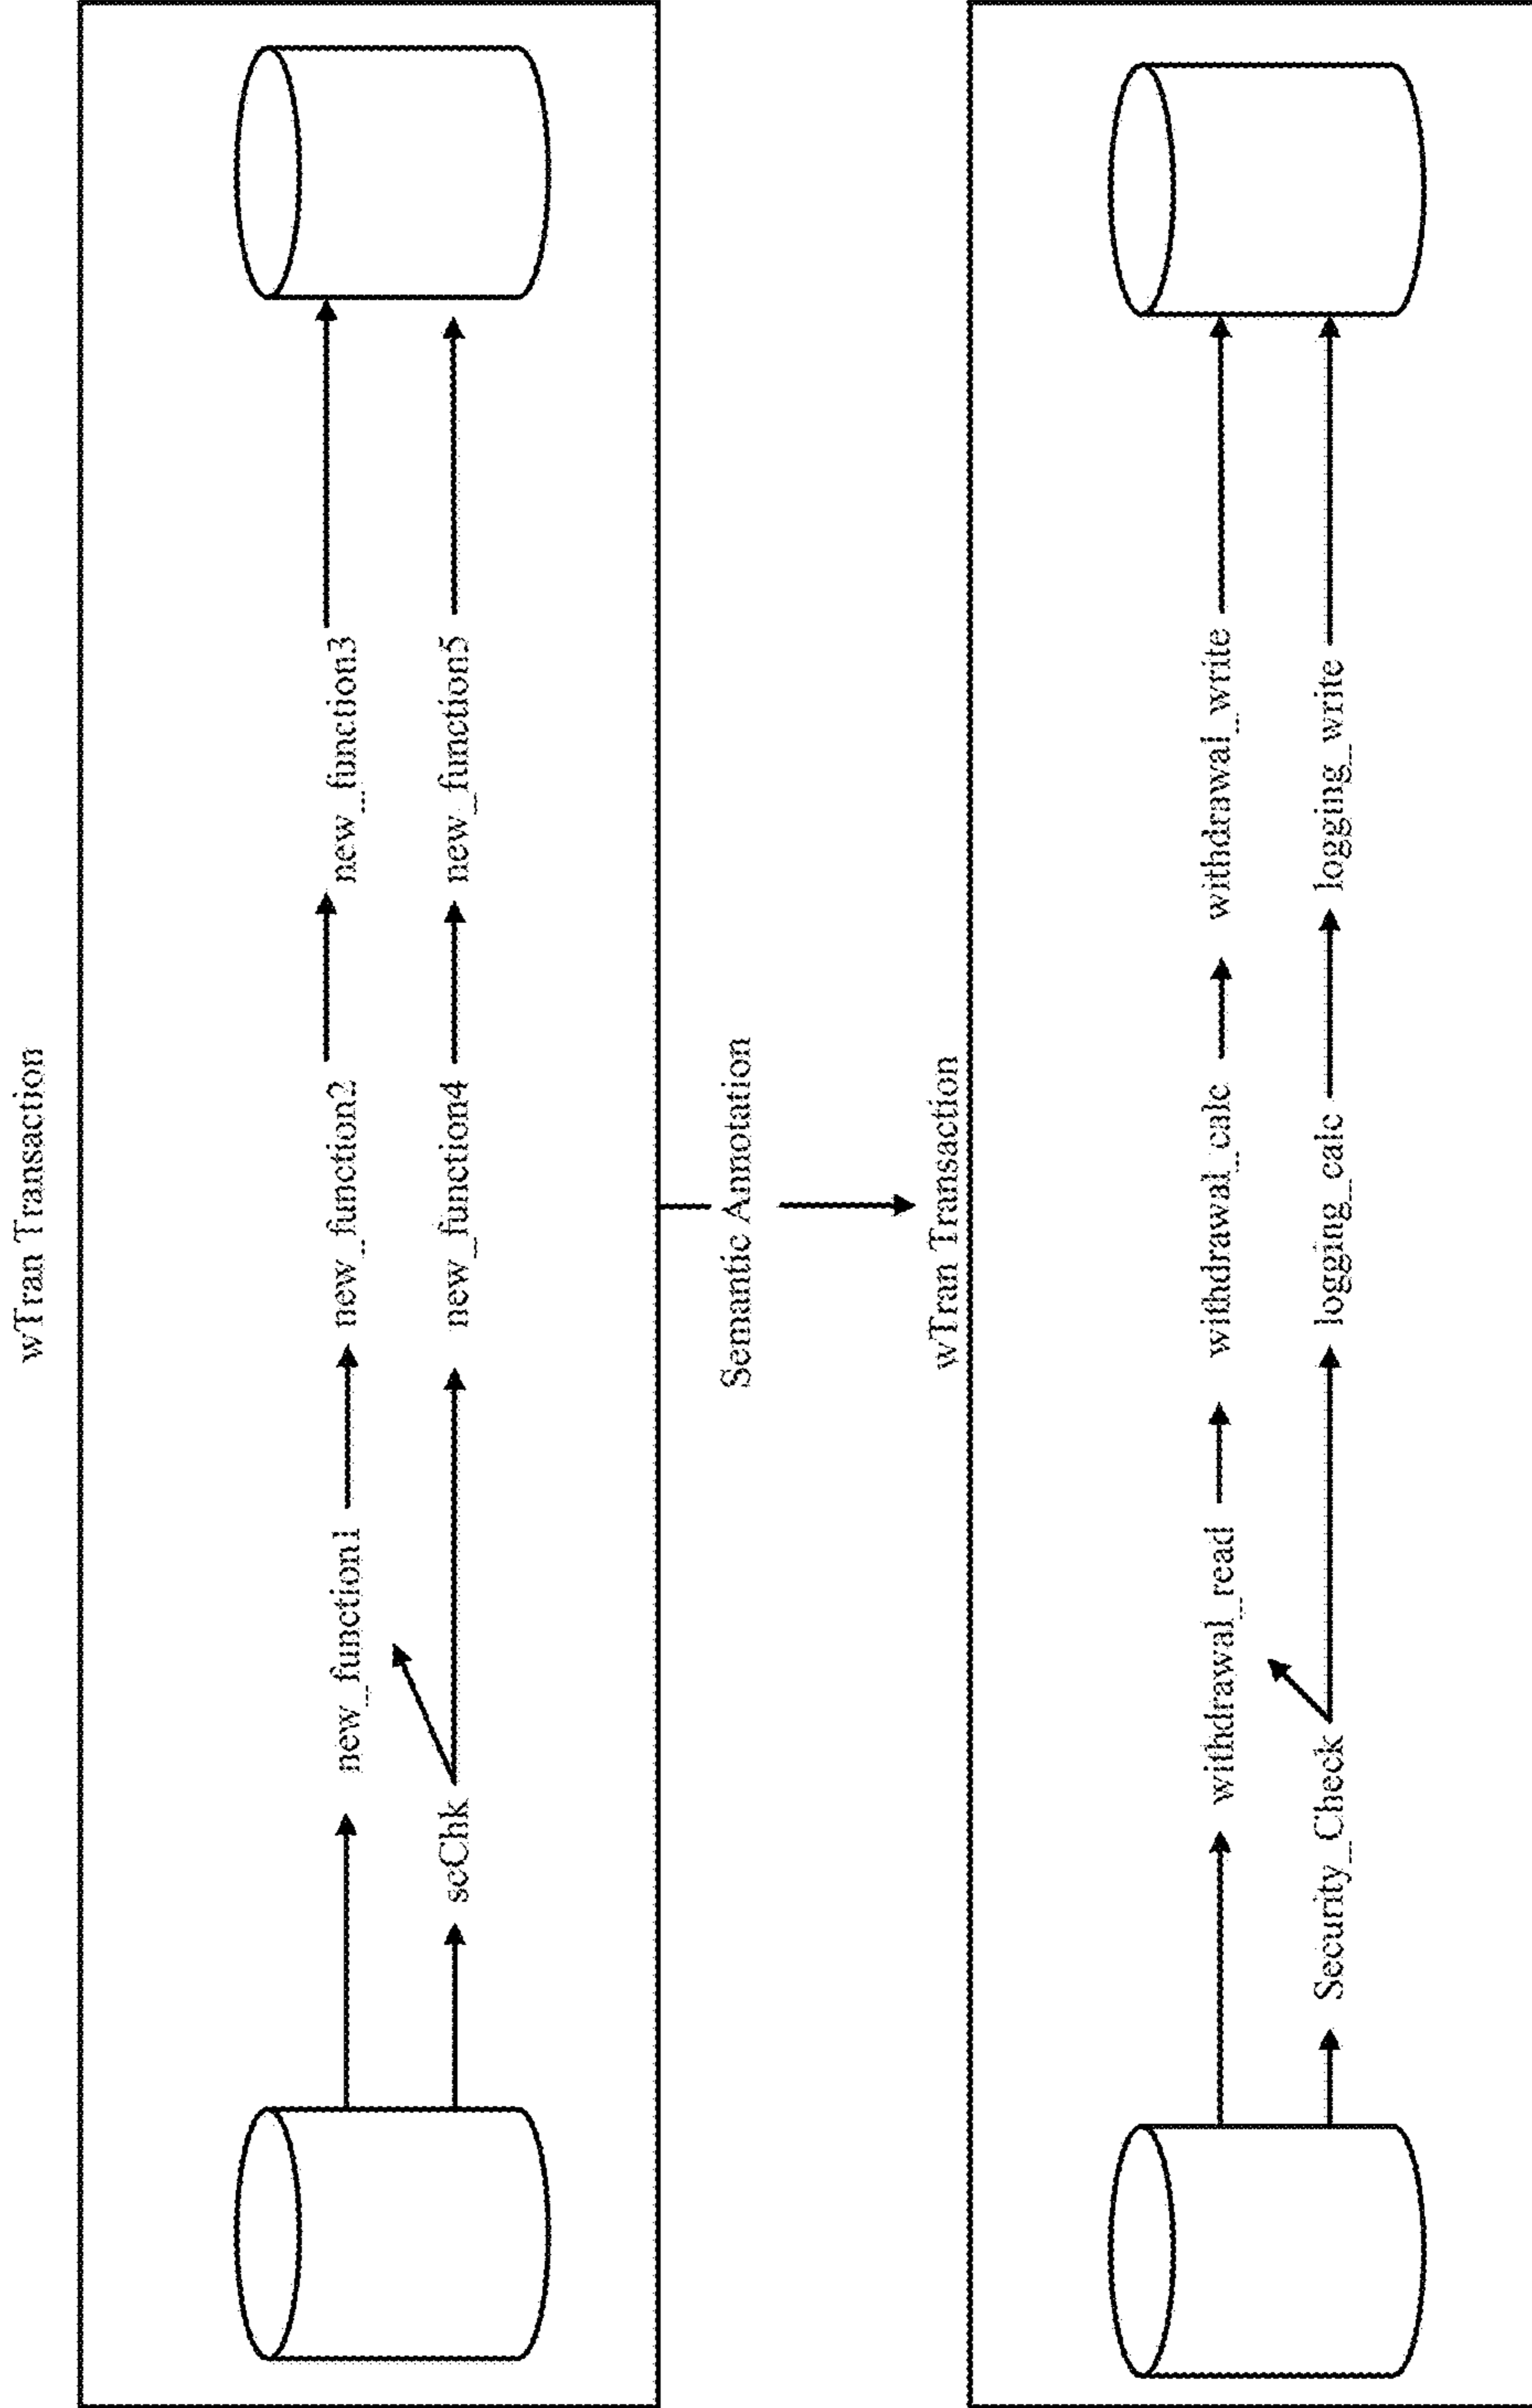 wTran Transaction
new_function1
new_function2
new_function3
scChk
new_function4
new_function5
Semantic Annotation
wTran Transaction
withdrawal_read
withdrawal_calc
withdrawal_write
Security_Check
logging_calc
logging_write